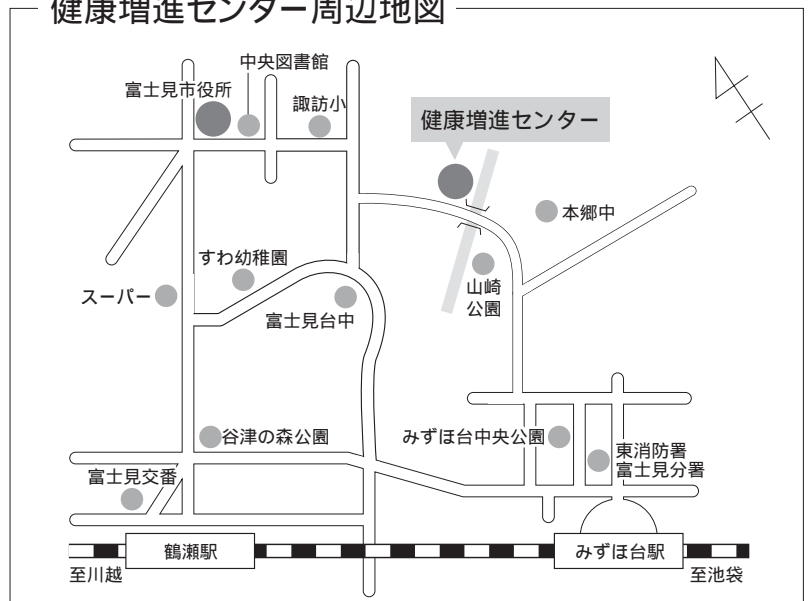 健康増進センター周辺地図
中央図書館
富士見市役所
諏訪小
健康増進センター
本郷中
すわ幼稚園
スーパー
富士見台中
山崎
公園
谷津の森公園
みずほ台中央公園
東消防署
富士見分署
富士見交番
鶴瀬駅
みずほ台駅
至川越
至池袋